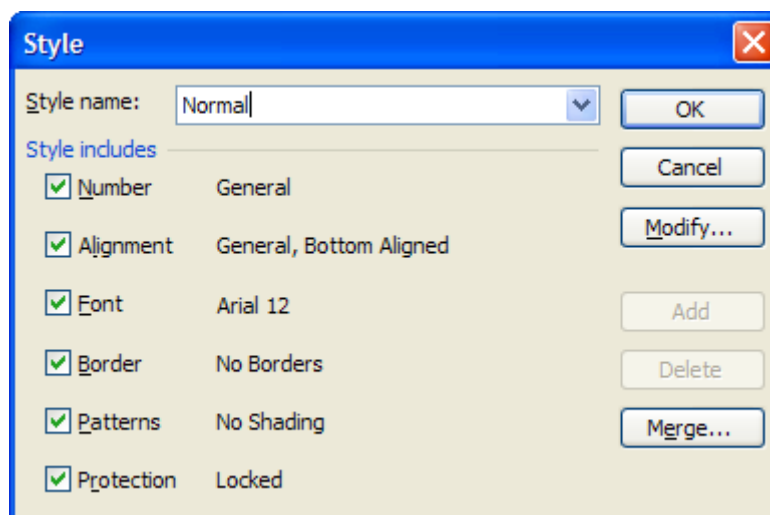 Style
Style name: Normal OK
Style includes Cancel
Number General
Modify...
Alignment General, Bottom Aligned
Font Arial 12 Add
Border No Borders Delete
Patterns No Shading Merge...
Protection Locked